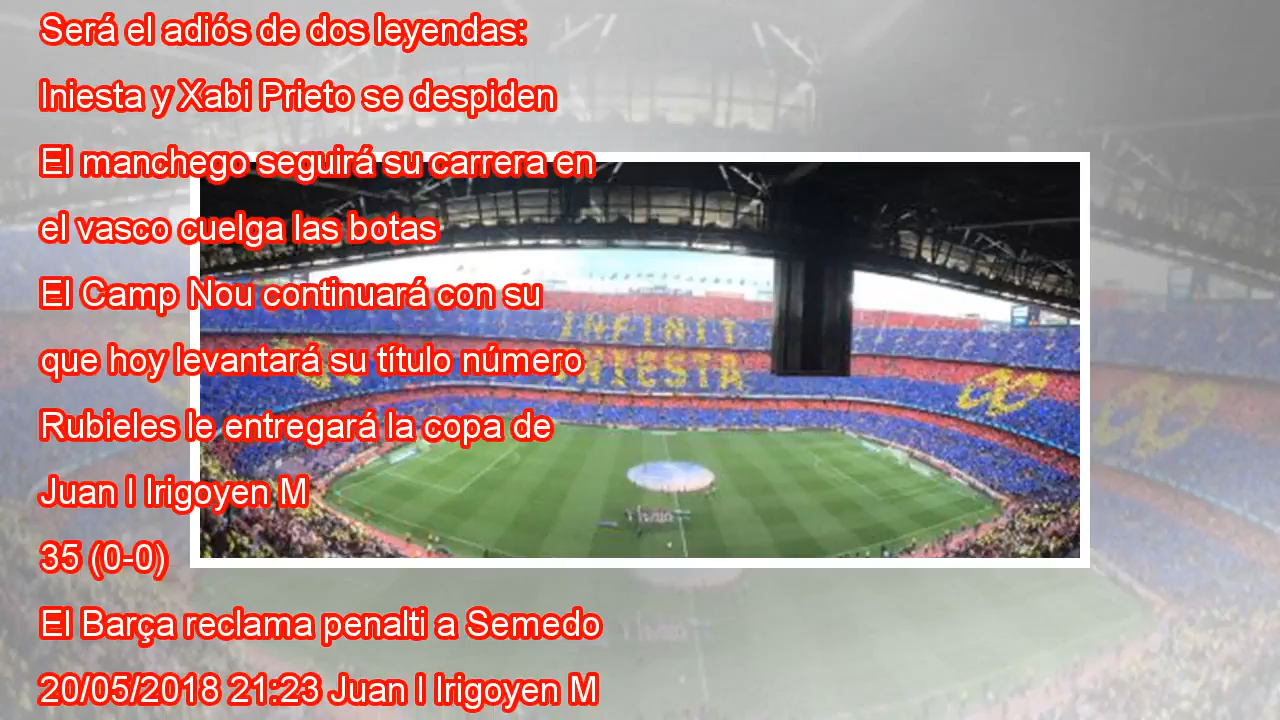 Será el adiós de dos leyendas:
Iniesta y Xabi Prieto se despiden
El manchego seguirá su carrera en
el vasco cuelga las botas
El Camp Nou continuará con su
que hoy levantará su título número
Rubieles le entregará la copa de
Juan I Irigoyen M
35 (0-0)
El Barça reclama penalti a Semedo
20/05/2018 21:23 Juan I Irigoyen M
INFINIT
INIESTA